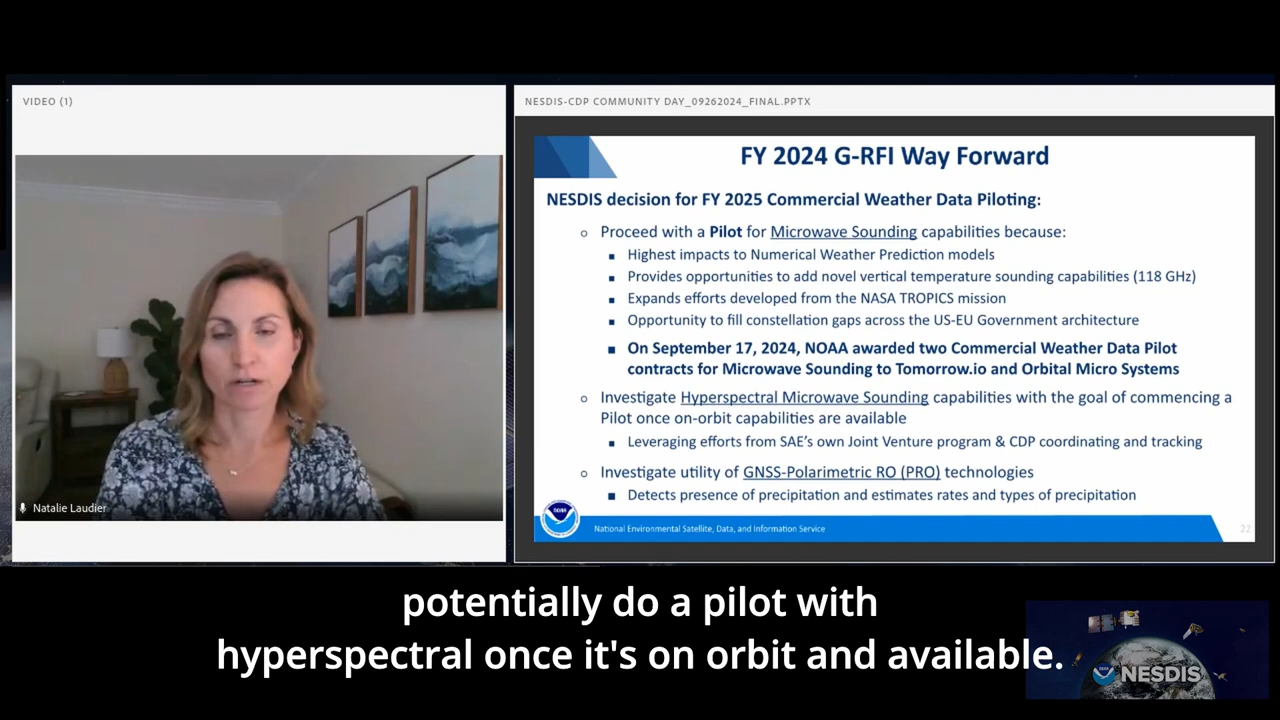 VIDEO (1)
Natalie Laudier
NESDIS-CDP COMMUNITY DAY_09262024_FINAL.PPTX
FY 2024 G-RFI Way Forward
NESDIS decision for FY 2025 Commercial Weather Data Piloting:
○ Proceed with a Pilot for Microwave Sounding capabilities because:
▪ Highest impacts to Numerical Weather Prediction models
▪ Provides opportunities to add novel vertical temperature sounding capabilities (118 GHz)
▪ Expands efforts developed from the NASA TROPICS mission
▪ Opportunity to fill constellation gaps across the US-EU Government architecture
▪ On September 17, 2024, NOAA awarded two Commercial Weather Data Pilot
contracts for Microwave Sounding to Tomorrow.io and Orbital Micro Systems
○ Investigate Hyperspectral Microwave Sounding capabilities with the goal of commencing a
Pilot once on-orbit capabilities are available
▪ Leveraging efforts from SAE's own Joint Venture program & CDP coordinating and tracking
○ Investigate utility of GNSS-Polarimetric RO (PRO) technologies
▪ Detects presence of precipitation and estimates rates and types of precipitation
National Environmental Satellite, Data, and Information Service
22
potentially do a pilot with
hyperspectral once it's on orbit and available.
NESDIS